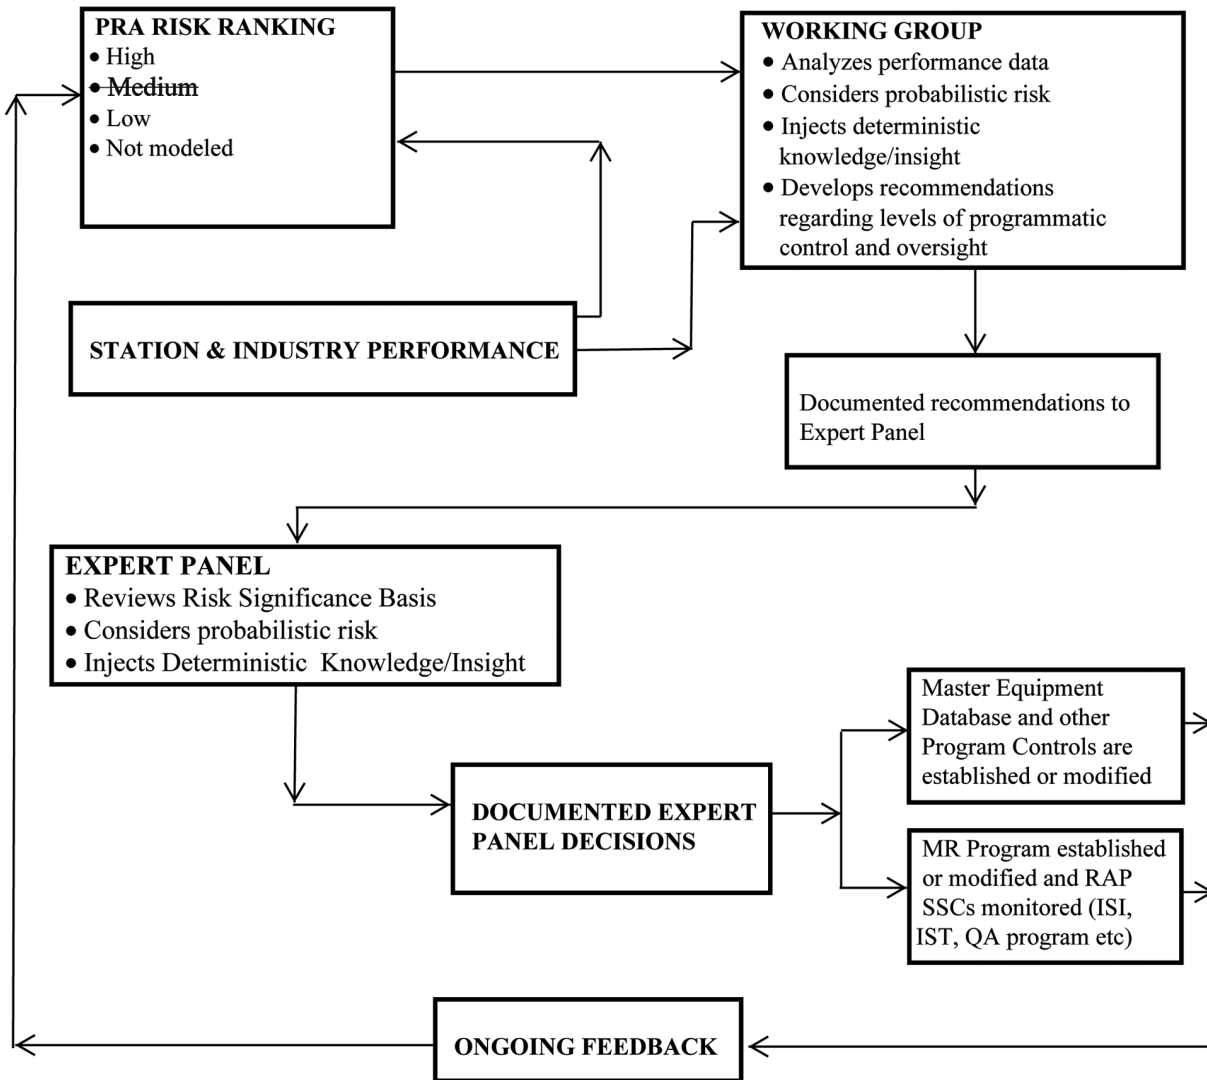 PRA RISK RANKING
• High
• Medium
• Low
• Not modeled
WORKING GROUP
• Analyzes performance data
• Considers probabilistic risk
• Injects deterministic
knowledge/insight
• Develops recommendations
regarding levels of programmatic
control and oversight
STATION & INDUSTRY PERFORMANCE
Documented recommendations to
Expert Panel
EXPERT PANEL
• Reviews Risk Significance Basis
• Considers probabilistic risk
• Injects Deterministic Knowledge/Insight
DOCUMENTED EXPERT
PANEL DECISIONS
Master Equipment
Database and other
Program Controls are
established or modified
MR Program established
or modified and RAP
SSCs monitored (ISI,
IST, QA program etc)
ONGOING FEEDBACK